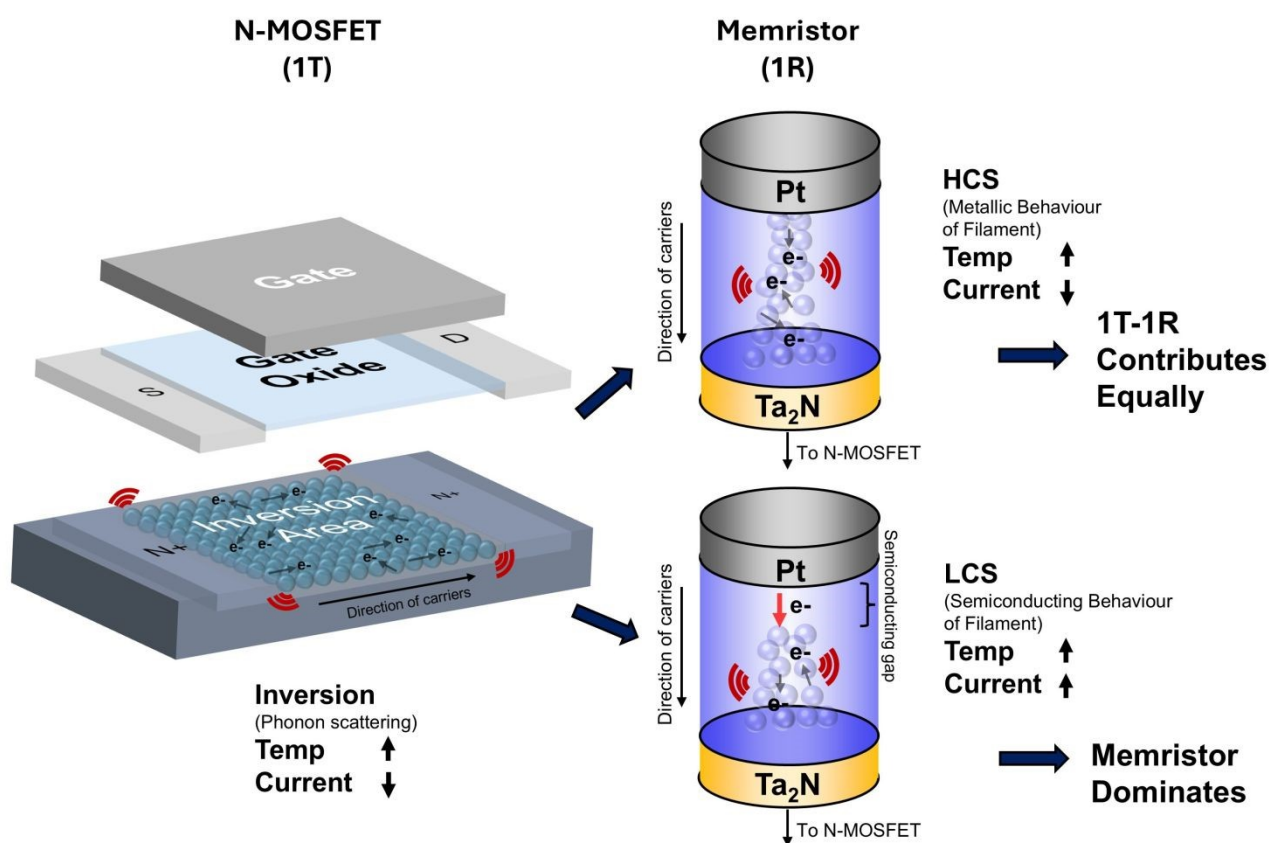 N-MOSFET
(1T)
Gate
S
D
Gate
Oxide
N+
N+
Inversion
Area
e-
e-
e-
e-
e-
e-
e-
e-
e-
Direction of carriers
Inversion
(Phonon scattering)
Temp
Current
Memristor
(1R)
Pt
Direction of carriers
e-
e-
e-
Ta₂N
To N-MOSFET
HCS
(Metallic Behaviour
of Filament)
Temp
Current
1T-1R
Contributes
Equally
Pt
Semiconducting gap
Direction of carriers
e-
e-
e-
Ta₂N
To N-MOSFET
LCS
(Semiconducting Behaviour
of Filament)
Temp
Current
Memristor
Dominates